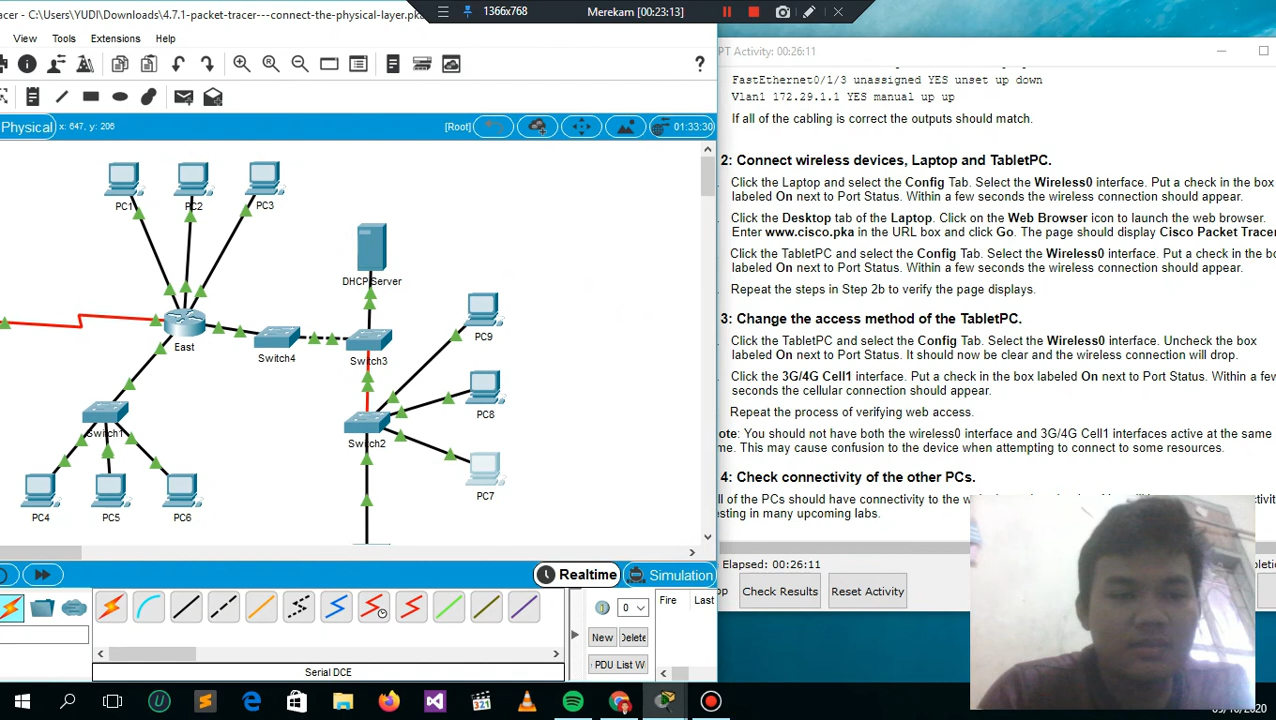 acer - C:\Users\YUDI\Downloads\4.7.1-packet-tracer---connect-the-physical-layer.pk
1366x768
Merekam [00:23:13]
View Tools Extensions Help
?
Physical x: 647, y: 206
[Root]
01:33:30
PC1
PC2
PC3
DHCP Server
PC9
East
Switch4
Switch3
PC8
Switch1
Switch2
PC7
PC4
PC5
PC6
Realtime
Simulation
0
Fire Last
New Delete
PDU List W
Serial DCE
PT Activity: 00:26:11
FastEthernet0/1/3 unassigned YES unset up down
Vlan1 172.29.1.1 YES manual up up
If all of the cabling is correct the outputs should match.
2: Connect wireless devices, Laptop and TabletPC.
Click the Laptop and select the Config Tab. Select the Wireless0 interface. Put a check in the box
labeled On next to Port Status. Within a few seconds the wireless connection should appear.
Click the Desktop tab of the Laptop. Click on the Web Browser icon to launch the web browser.
Enter www.cisco.pka in the URL box and click Go. The page should display Cisco Packet Tracer
Click the TabletPC and select the Config Tab. Select the Wireless0 interface. Put a check in the box
labeled On next to Port Status. Within a few seconds the wireless connection should appear.
Repeat the steps in Step 2b to verify the page displays.
3: Change the access method of the TabletPC.
Click the TabletPC and select the Config Tab. Select the Wireless0 interface. Uncheck the box
labeled On next to Port Status. It should now be clear and the wireless connection will drop.
Click the 3G/4G Cell1 interface. Put a check in the box labeled On next to Port Status. Within a few
seconds the cellular connection should appear.
Repeat the process of verifying web access.
ote: You should not have both the wireless0 interface and 3G/4G Cell1 interfaces active at the same
me. This may cause confusion to the device when attempting to connect to some resources.
4: Check connectivity of the other PCs.
ll of the PCs should have connectivity to the
esting in many upcoming labs.
Elapsed: 00:26:11
Check Results
Reset Activity